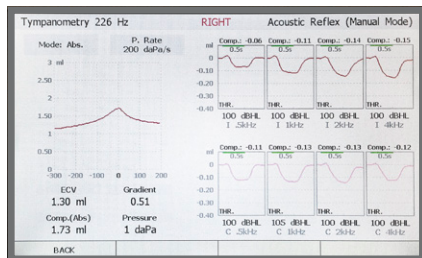 Tympanometry 226 Hz RIGHT Acoustic Reflex (Manual Mode)
Mode: Abs. P. Rate
200 daPa/s
3 ml
2.50
2
1.50
1
0.50
0
-300 -200 -100 0 100 200
ECV Gradient
1.30 ml 0.51
Comp.(Abs) Pressure
1.73 ml 1 daPa
Comp.: -0.06 Comp.: -0.11 Comp.: -0.14 Comp.: -0.15
ml 0.5s 0.5s 0.5s 0.5s
0
-0.10
-0.20
-0.30
-0.40 THR. THR. THR. THR.
100 dBHL 100 dBHL 100 dBHL 100 dBHL
I .5kHz I 1kHz I 2kHz I 4kHz
Comp.: -0.11 Comp.: -0.13 Comp.: -0.13 Comp.: -0.12
ml 0.5s 0.5s 0.5s 0.5s
0
-0.10
-0.20
-0.30
-0.40 THR. THR. THR. THR.
100 dBHL 105 dBHL 100 dBHL 100 dBHL
C .5kHz C 1kHz C 2kHz C 4kHz
BACK